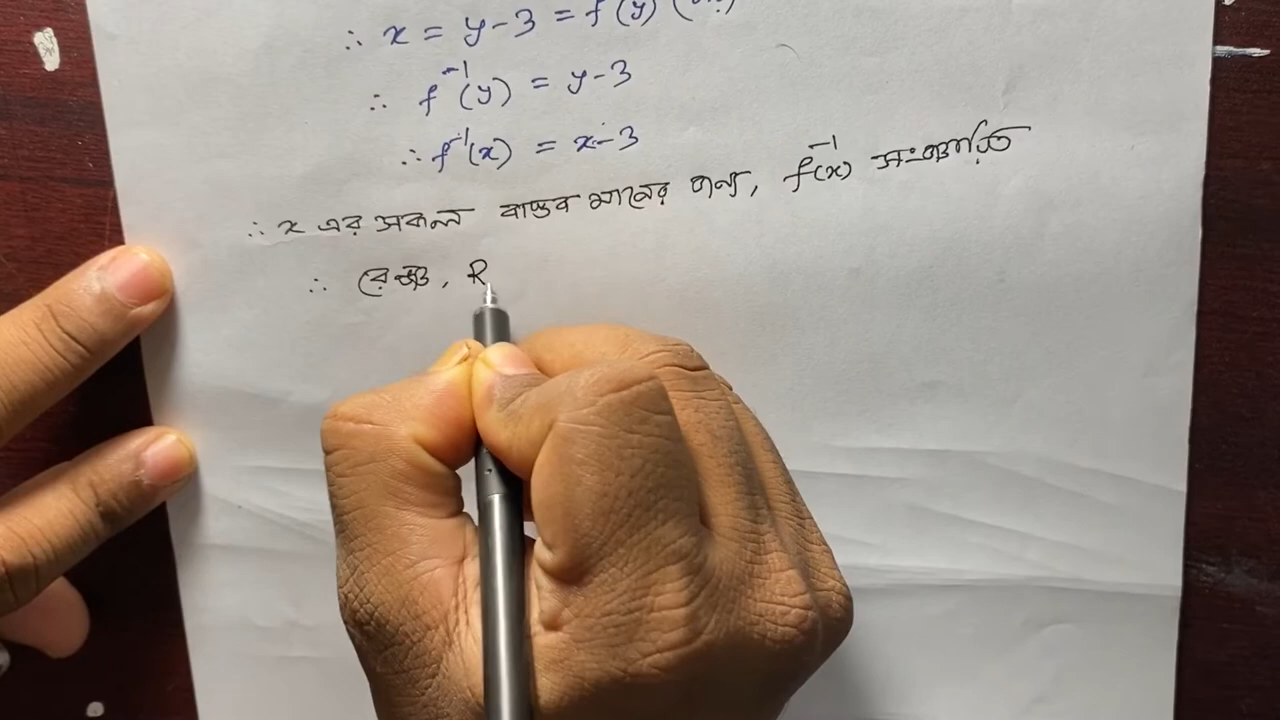 ∴ x = y-3 = f(y)
∴ f⁻¹(y) = y-3
∴ f⁻¹(x) = x-3
∴ x এর সকল বাস্তব মানের জন্য, f⁻¹(x) সংজ্ঞায়িত
∴ রেঞ্জ, R